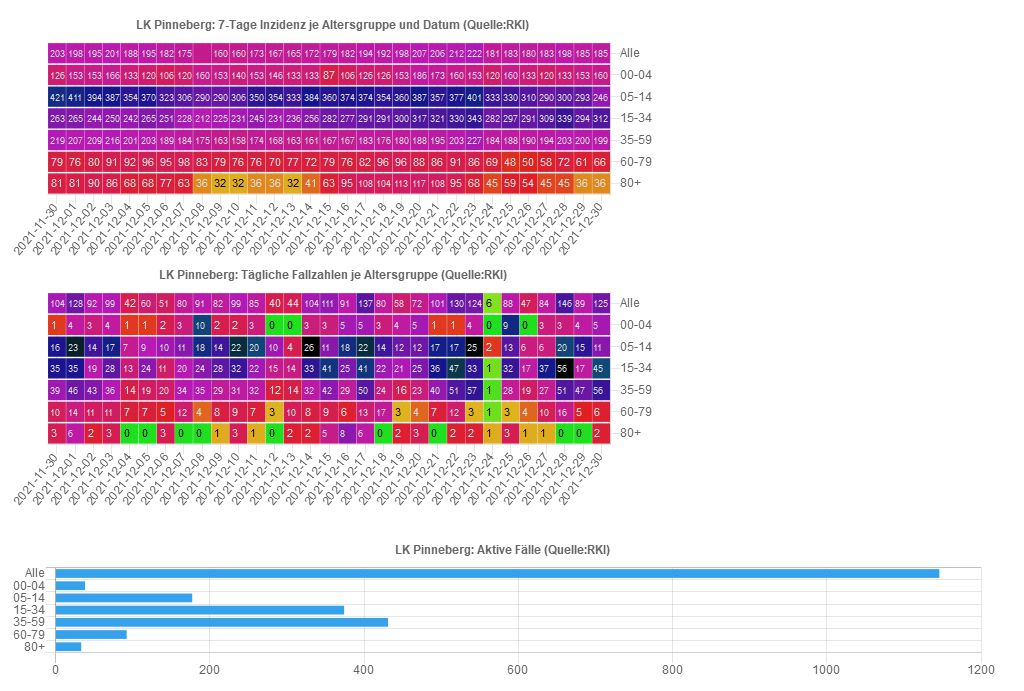 LK Pinneberg: 7-Tage Inzidenz je Altersgruppe und Datum (Quelle:RKI)
203 198 195 201 188 195 182 175 160 160 173 167 165 172 179 182 194 192 198 207 206 212 222 181 183 180 183 198 185 185 Alle
126 153 153 166 133 120 106 120 160 153 140 153 146 133 133 87 106 126 126 153 186 173 160 153 120 160 133 120 133 153 160 00-04
421 411 394 387 354 370 323 306 290 290 306 350 354 333 384 360 374 374 354 360 387 357 377 401 333 330 310 290 300 293 246 05-14
263 265 244 250 242 265 251 228 212 225 231 245 231 236 256 282 277 291 291 300 317 321 330 343 282 297 291 309 339 294 312 15-34
219 207 209 216 201 203 189 184 175 163 158 174 168 163 161 167 167 183 176 180 188 195 203 227 184 188 190 194 203 200 199 35-59
79 76 80 91 92 96 95 98 83 79 76 76 70 77 72 79 76 82 96 96 88 86 91 86 69 48 50 58 72 61 66 60-79
81 81 90 86 68 68 77 63 36 32 32 36 36 32 41 63 95 108 104 113 117 108 95 68 45 59 54 45 45 36 36 80+
2021-11-30 2021-12-01 2021-12-02 2021-12-03 2021-12-04 2021-12-05 2021-12-06 2021-12-07 2021-12-08 2021-12-09 2021-12-10 2021-12-11 2021-12-12 2021-12-13 2021-12-14 2021-12-15 2021-12-16 2021-12-17 2021-12-18 2021-12-19 2021-12-20 2021-12-21 2021-12-22 2021-12-23 2021-12-24 2021-12-25 2021-12-26 2021-12-27 2021-12-28 2021-12-29 2021-12-30
LK Pinneberg: Tägliche Fallzahlen je Altersgruppe (Quelle:RKI)
104 128 92 99 42 60 51 80 91 82 99 85 40 44 104 111 91 137 80 58 72 101 130 124 6 88 47 84 146 89 125 Alle
1 4 3 4 1 1 2 3 10 2 2 3 0 0 3 3 5 5 3 4 5 1 1 4 0 9 0 3 3 4 5 00-04
16 23 14 17 7 9 10 11 18 14 22 20 10 4 26 11 18 22 14 12 12 17 17 25 2 13 6 6 20 15 11 05-14
35 35 19 28 13 24 11 20 24 28 32 22 15 14 33 41 25 41 22 21 25 36 47 33 1 32 17 37 56 17 45 15-34
39 46 43 36 14 19 20 34 35 29 31 32 12 14 32 42 29 50 24 16 23 40 51 57 1 28 19 27 51 47 56 35-59
10 14 11 11 7 7 5 12 4 8 9 7 3 10 8 9 6 13 17 3 4 7 12 3 1 3 4 10 16 5 6 60-79
3 6 2 3 0 0 3 0 0 1 3 1 0 2 2 5 8 6 0 2 3 0 2 2 1 3 1 1 0 0 2 80+
2021-11-30 2021-12-01 2021-12-02 2021-12-03 2021-12-04 2021-12-05 2021-12-06 2021-12-07 2021-12-08 2021-12-09 2021-12-10 2021-12-11 2021-12-12 2021-12-13 2021-12-14 2021-12-15 2021-12-16 2021-12-17 2021-12-18 2021-12-19 2021-12-20 2021-12-21 2021-12-22 2021-12-23 2021-12-24 2021-12-25 2021-12-26 2021-12-27 2021-12-28 2021-12-29 2021-12-30
LK Pinneberg: Aktive Fälle (Quelle:RKI)
Alle
00-04
05-14
15-34
35-59
60-79
80+
0 200 400 600 800 1000 1200